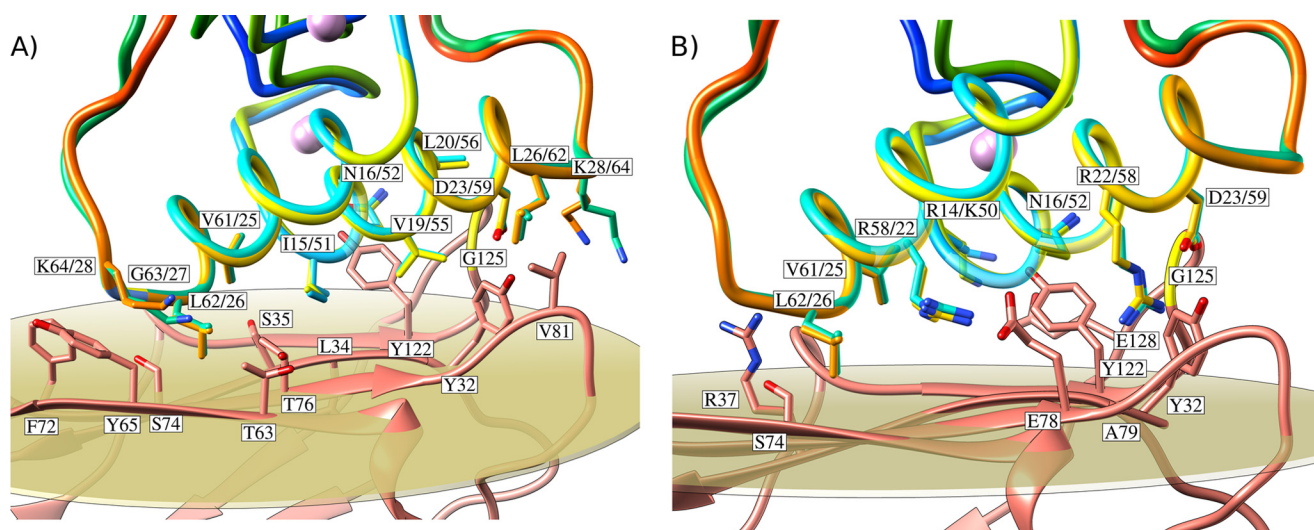 A)
L20/56
L26/62
N16/52
D23/59
K28/64
V61/25
V19/55
I15/51
G125
G63/27
K64/28
L62/26
S35
V81
L34
Y122
Y32
T76
F72
Y65
S74
T63
B)
R22/58
N16/52
D23/59
R14/K50
R58/22
V61/25
G125
L62/26
E128
Y122
R37
Y32
S74
E78
A79